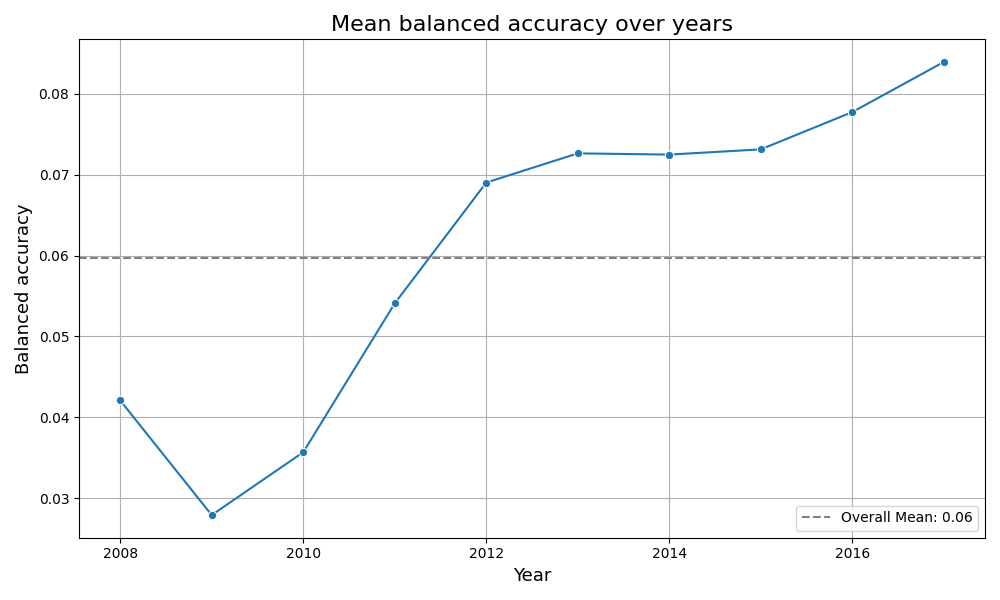 Mean balanced accuracy over years
Balanced accuracy
0.08
0.07
0.06
0.05
0.04
0.03
Overall Mean: 0.06
2008 2010 2012 2014 2016
Year